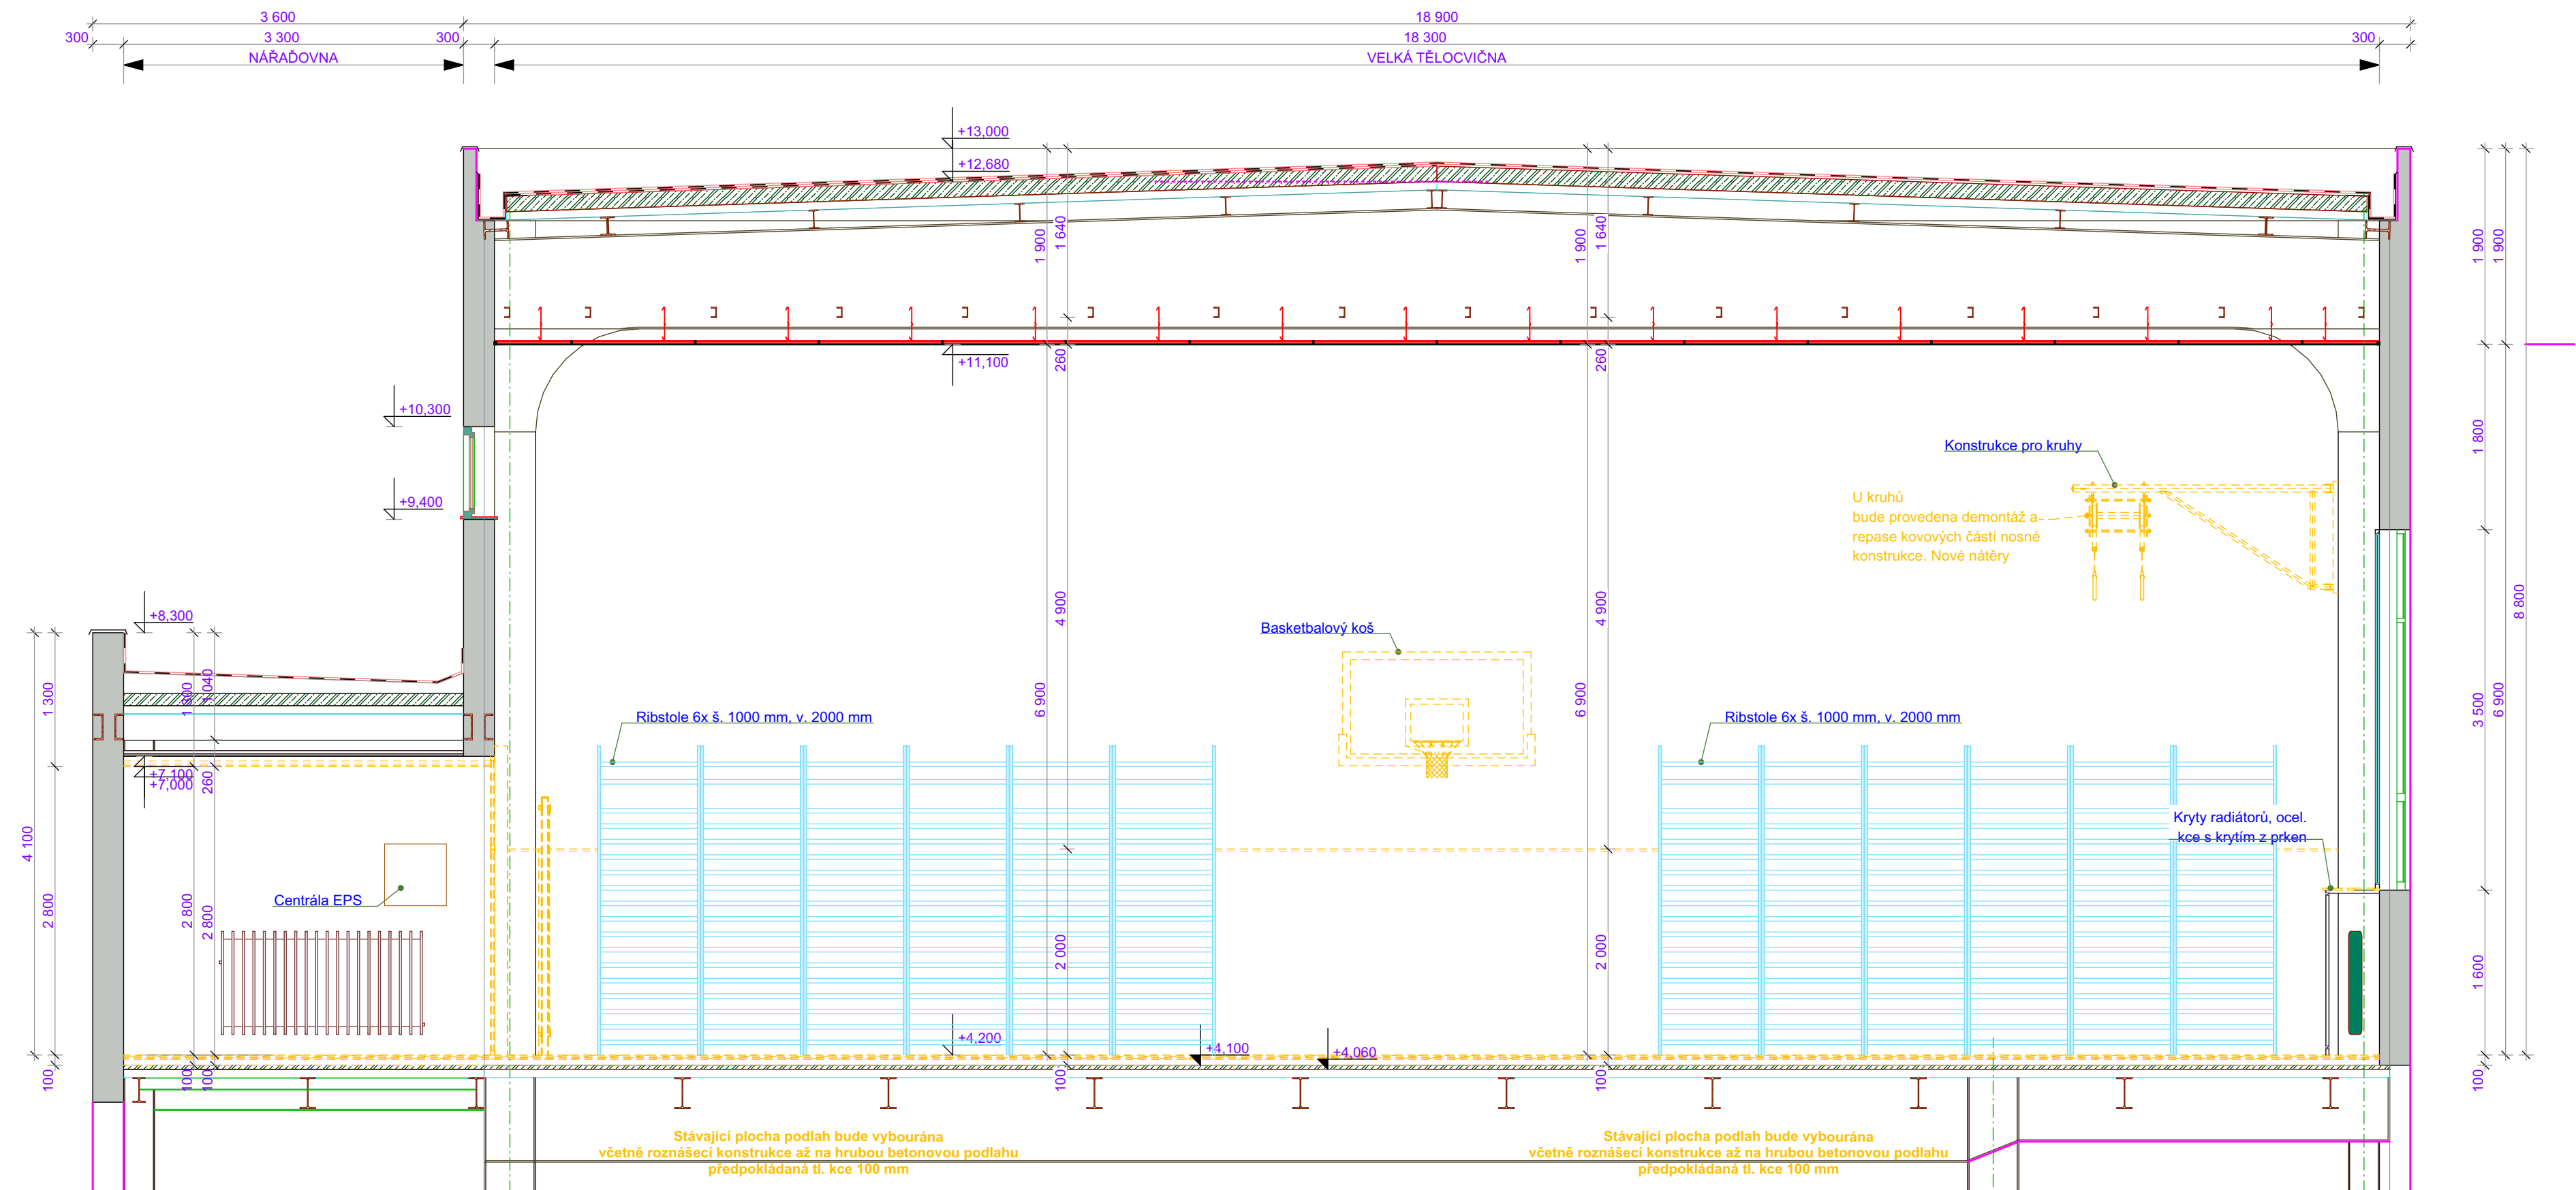 3 600
18 900
300
3 300
300
18 300
300
NÁŘAĎOVNA
VELKÁ TĚLOCVIČNA
+13,000
+12,680
1 900
1 640
1 900
1 640
1 900
1 900
+11,100
260
260
+10,300
+9,400
1 800
Konstrukce pro kruhy
U kruhů
bude provedena demontáž a
repase kovových částí nosné
konstrukce. Nové nátěry
+8,300
4 900
4 900
8 800
Basketbalový koš
1 300
1 300
1 040
6 900
6 900
3 500
6 900
Ribstole 6x š. 1000 mm, v. 2000 mm
Ribstole 6x š. 1000 mm, v. 2000 mm
+7,100
+7,000
260
4 100
Kryty radiátorů, ocel.
kce s krytím z prken
Centrála EPS
2 800
2 800
2 800
2 000
2 000
1 600
+4,200
+4,100
+4,060
100
100
100
100
100
100
Stávající plocha podlah bude vybourána
včetně roznášecí konstrukce až na hrubou betonovou podlahu
předpokládaná tl. kce 100 mm
Stávající plocha podlah bude vybourána
včetně roznášecí konstrukce až na hrubou betonovou podlahu
předpokládaná tl. kce 100 mm